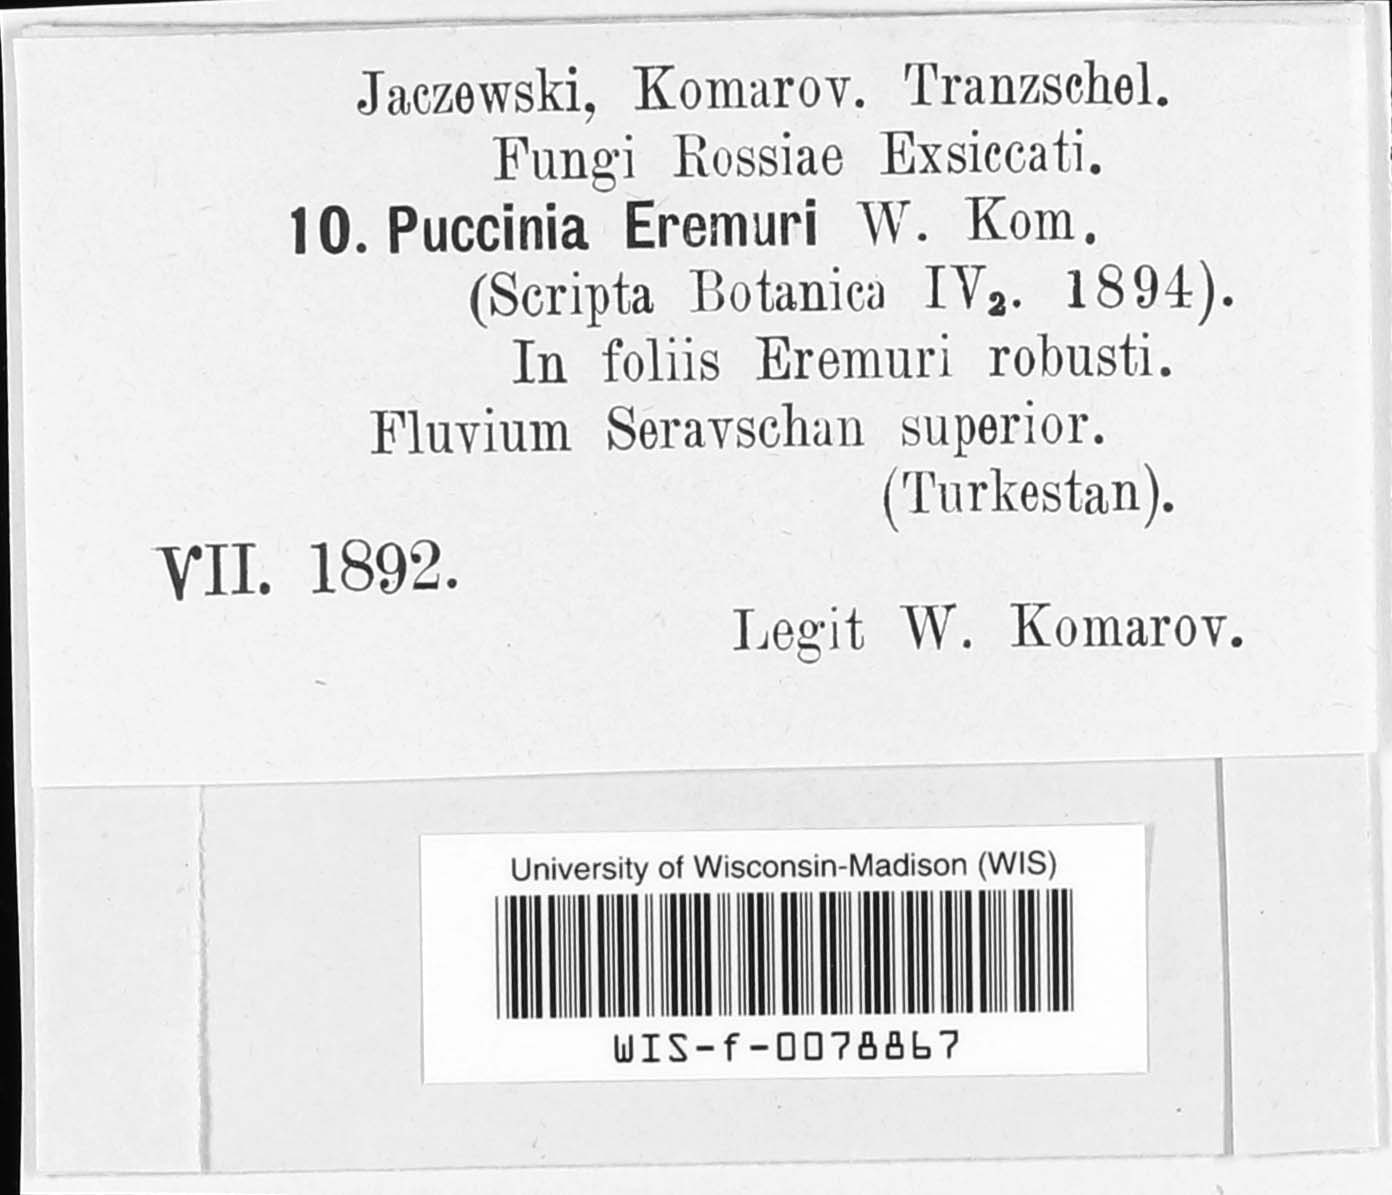 Jaczewski, Komarov. Tranzschel.
Fungi Rossiae Exsiccati.
10. Puccinia Eremuri W. Kom.
(Scripta Botanica IV₂. 1894).
In foliis Eremuri robusti.
Fluvium Seravschan superior.
(Turkestan).
VII. 1892.
Legit W. Komarov.
University of Wisconsin-Madison (WIS)
WIS-f-0078867